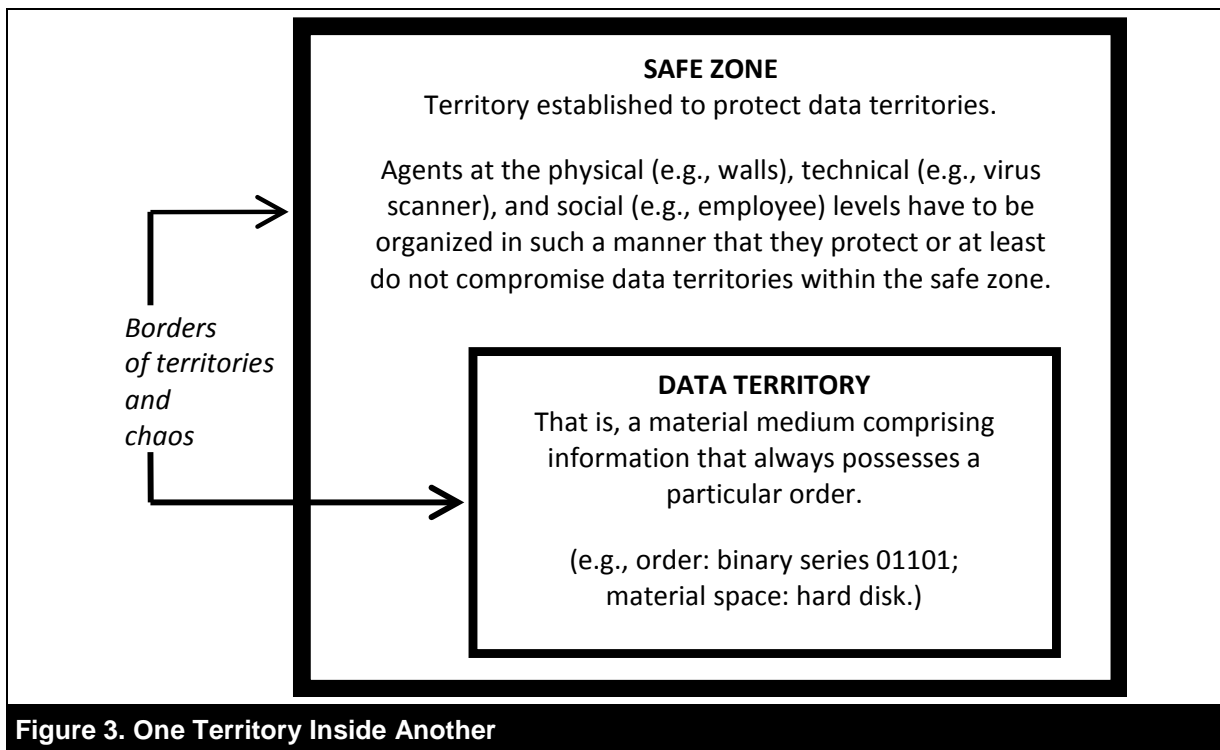 SAFE ZONE
Territory established to protect data territories.
Agents at the physical (e.g., walls), technical (e.g., virus
scanner), and social (e.g., employee) levels have to be
organized in such a manner that they protect or at least
do not compromise data territories within the safe zone.
Borders
of territories
and
chaos
DATA TERRITORY
That is, a material medium comprising
information that always possesses a
particular order.
(e.g., order: binary series 01101;
material space: hard disk.)
Figure 3. One Territory Inside Another